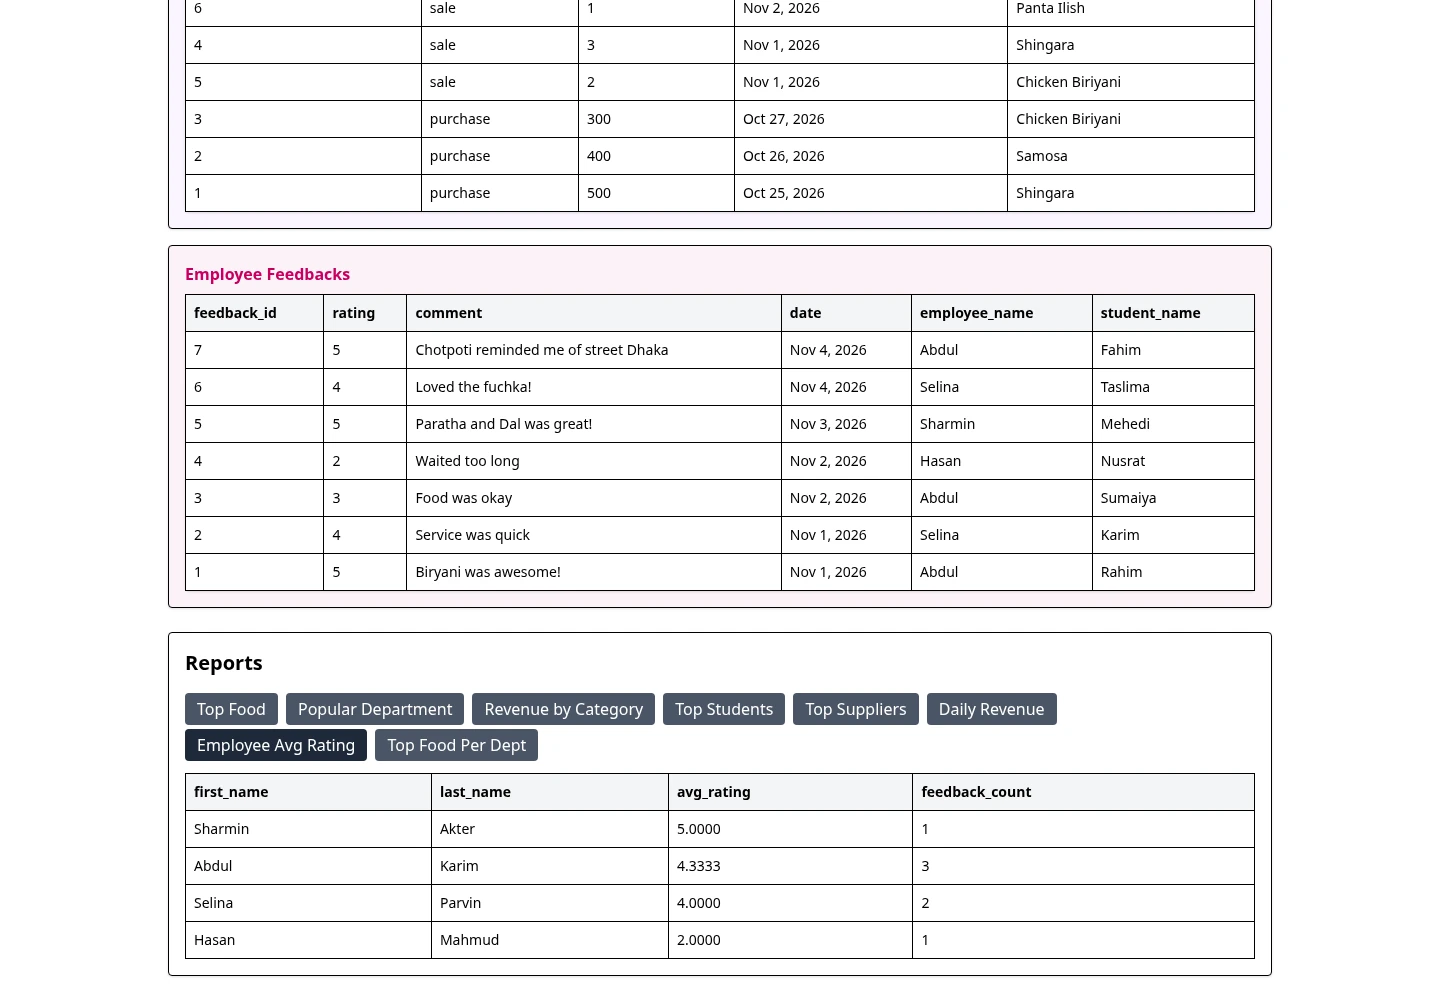 6 sale 1 Nov 2, 2026 Panta Ilish
4 sale 3 Nov 1, 2026 Shingara
5 sale 2 Nov 1, 2026 Chicken Biriyani
3 purchase 300 Oct 27, 2026 Chicken Biriyani
2 purchase 400 Oct 26, 2026 Samosa
1 purchase 500 Oct 25, 2026 Shingara
Employee Feedbacks
feedback_id rating comment date employee_name student_name
7 5 Chotpoti reminded me of street Dhaka Nov 4, 2026 Abdul Fahim
6 4 Loved the fuchka! Nov 4, 2026 Selina Taslima
5 5 Paratha and Dal was great! Nov 3, 2026 Sharmin Mehedi
4 2 Waited too long Nov 2, 2026 Hasan Nusrat
3 3 Food was okay Nov 2, 2026 Abdul Sumaiya
2 4 Service was quick Nov 1, 2026 Selina Karim
1 5 Biryani was awesome! Nov 1, 2026 Abdul Rahim
Reports
Top Food Popular Department Revenue by Category Top Students Top Suppliers Daily Revenue
Employee Avg Rating Top Food Per Dept
first_name last_name avg_rating feedback_count
Sharmin Akter 5.0000 1
Abdul Karim 4.3333 3
Selina Parvin 4.0000 2
Hasan Mahmud 2.0000 1